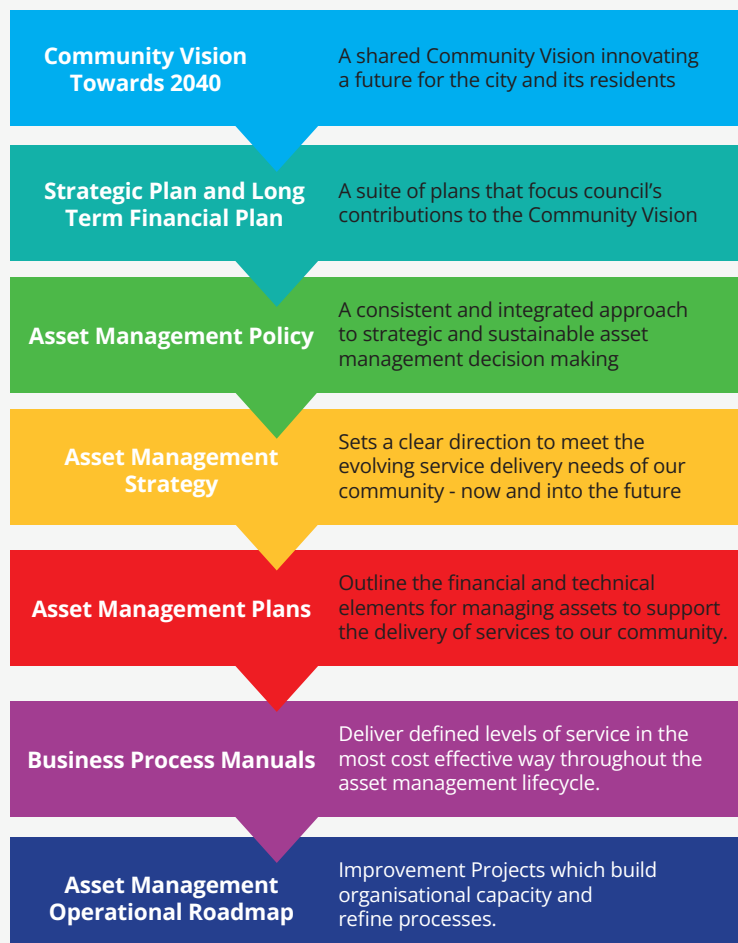 Community Vision
Towards 2040
A shared Community Vision innovating
a future for the city and its residents
Strategic Plan and Long
Term Financial Plan
A suite of plans that focus council’s
contributions to the Community Vision
Asset Management Policy
A consistent and integrated approach
to strategic and sustainable asset
management decision making
Asset Management
Strategy
Sets a clear direction to meet the
evolving service delivery needs of our
community - now and into the future
Asset Management Plans
Outline the financial and technical
elements for managing assets to support
the delivery of services to our community.
Business Process Manuals
Deliver defined levels of service in the
most cost effective way throughout the
asset management lifecycle.
Asset Management
Operational Roadmap
Improvement Projects which build
organisational capacity and
refine processes.